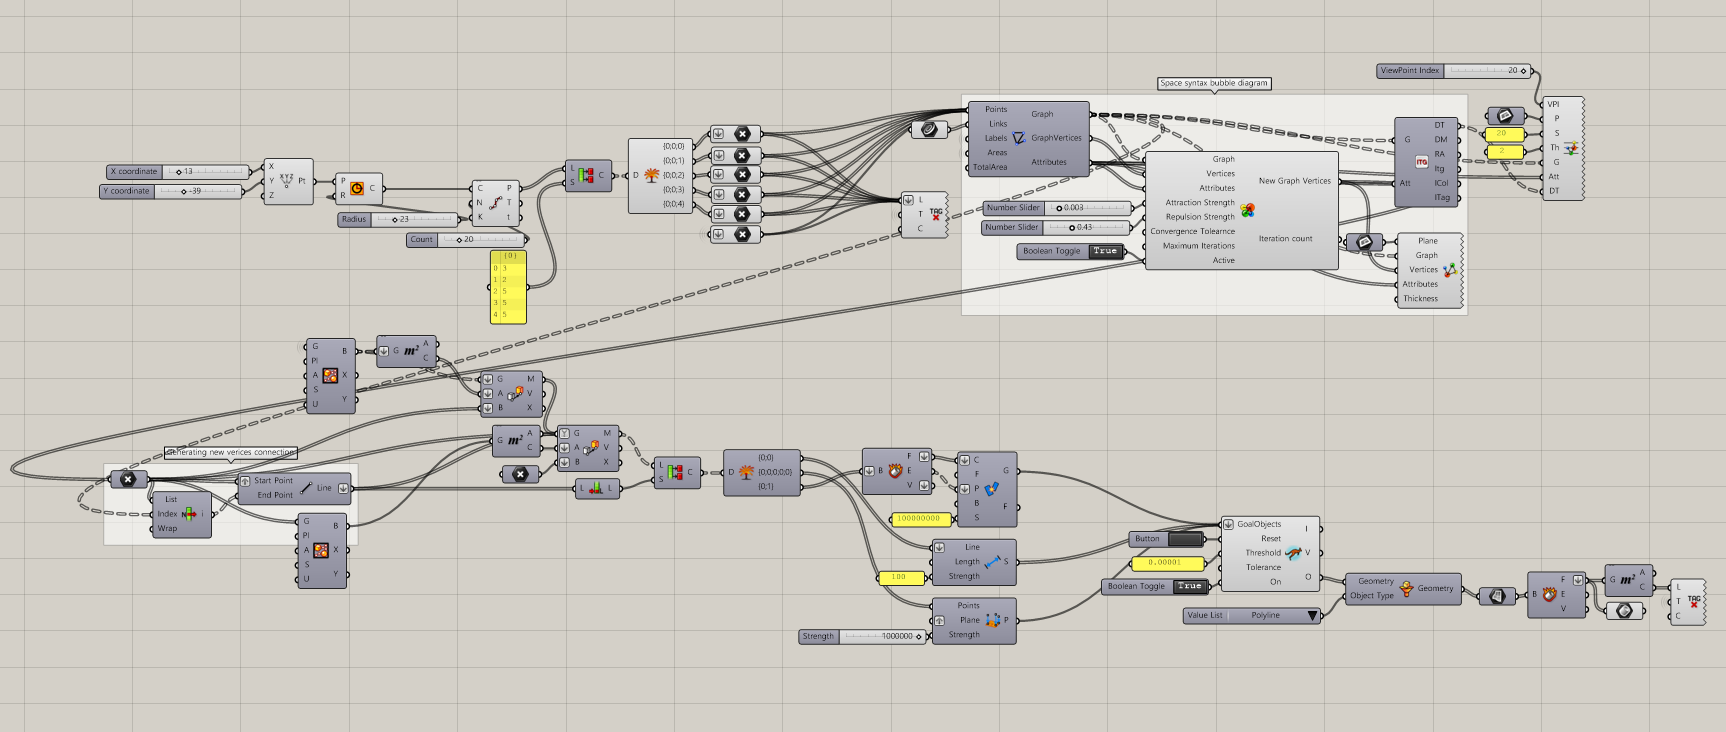 ViewPoint Index 20
Space syntax bubble diagram
VPI
P
S
Th
G
Att
DT
20
2
Points
Links
Labels
Areas
TotalArea
Graph
GraphVertices
Attributes
G
Att
DT
DM
RA
Itg
ICol
ITag
ITG
Graph
Vertices
Attributes
Attraction Strength
Repulsion Strength
Convergence Tolearnce
Maximum Iterations
Active
New Graph Vertices
Iteration count
Number Slider 0.003
Number Slider 0.43
Boolean Toggle True
Plane
Graph
Vertices
Attributes
Thickness
X coordinate 13
Y coordinate -39
X
Y
Z
XYZ
Pt
P
R
C
Radius 23
Count 20
C
N
K
P
T
t
L
S
C
{0}
0 3
1 2
2 5
3 5
4 5
D
{0;0;0}
{0;0;1}
{0;0;2}
{0;0;3}
{0;0;4}
L
T
C
TAG
G
Pl
A
S
U
B
X
Y
G
m²
A
C
G
A
B
M
V
X
G
m²
A
C
G
A
B
M
V
X
Generating new verices connection
Start Point
End Point
Line
List
Index
Wrap
N
i
G
Pl
A
S
U
B
X
Y
L
L
L
S
C
D
{0;0}
{0;0;0;0;0}
{0;1}
B
F
E
V
C
F
P
B
S
G
F
100000000
Line
Length
Strength
S
100
Points
Plane
Strength
P
Strength 1000000
GoalObjects
Reset
Threshold
Tolerance
On
I
V
O
Button
0.00001
Boolean Toggle True
Value List Polyline
Geometry
Object Type
Geometry
B
F
E
V
G
m²
A
C
L
T
C
TAG